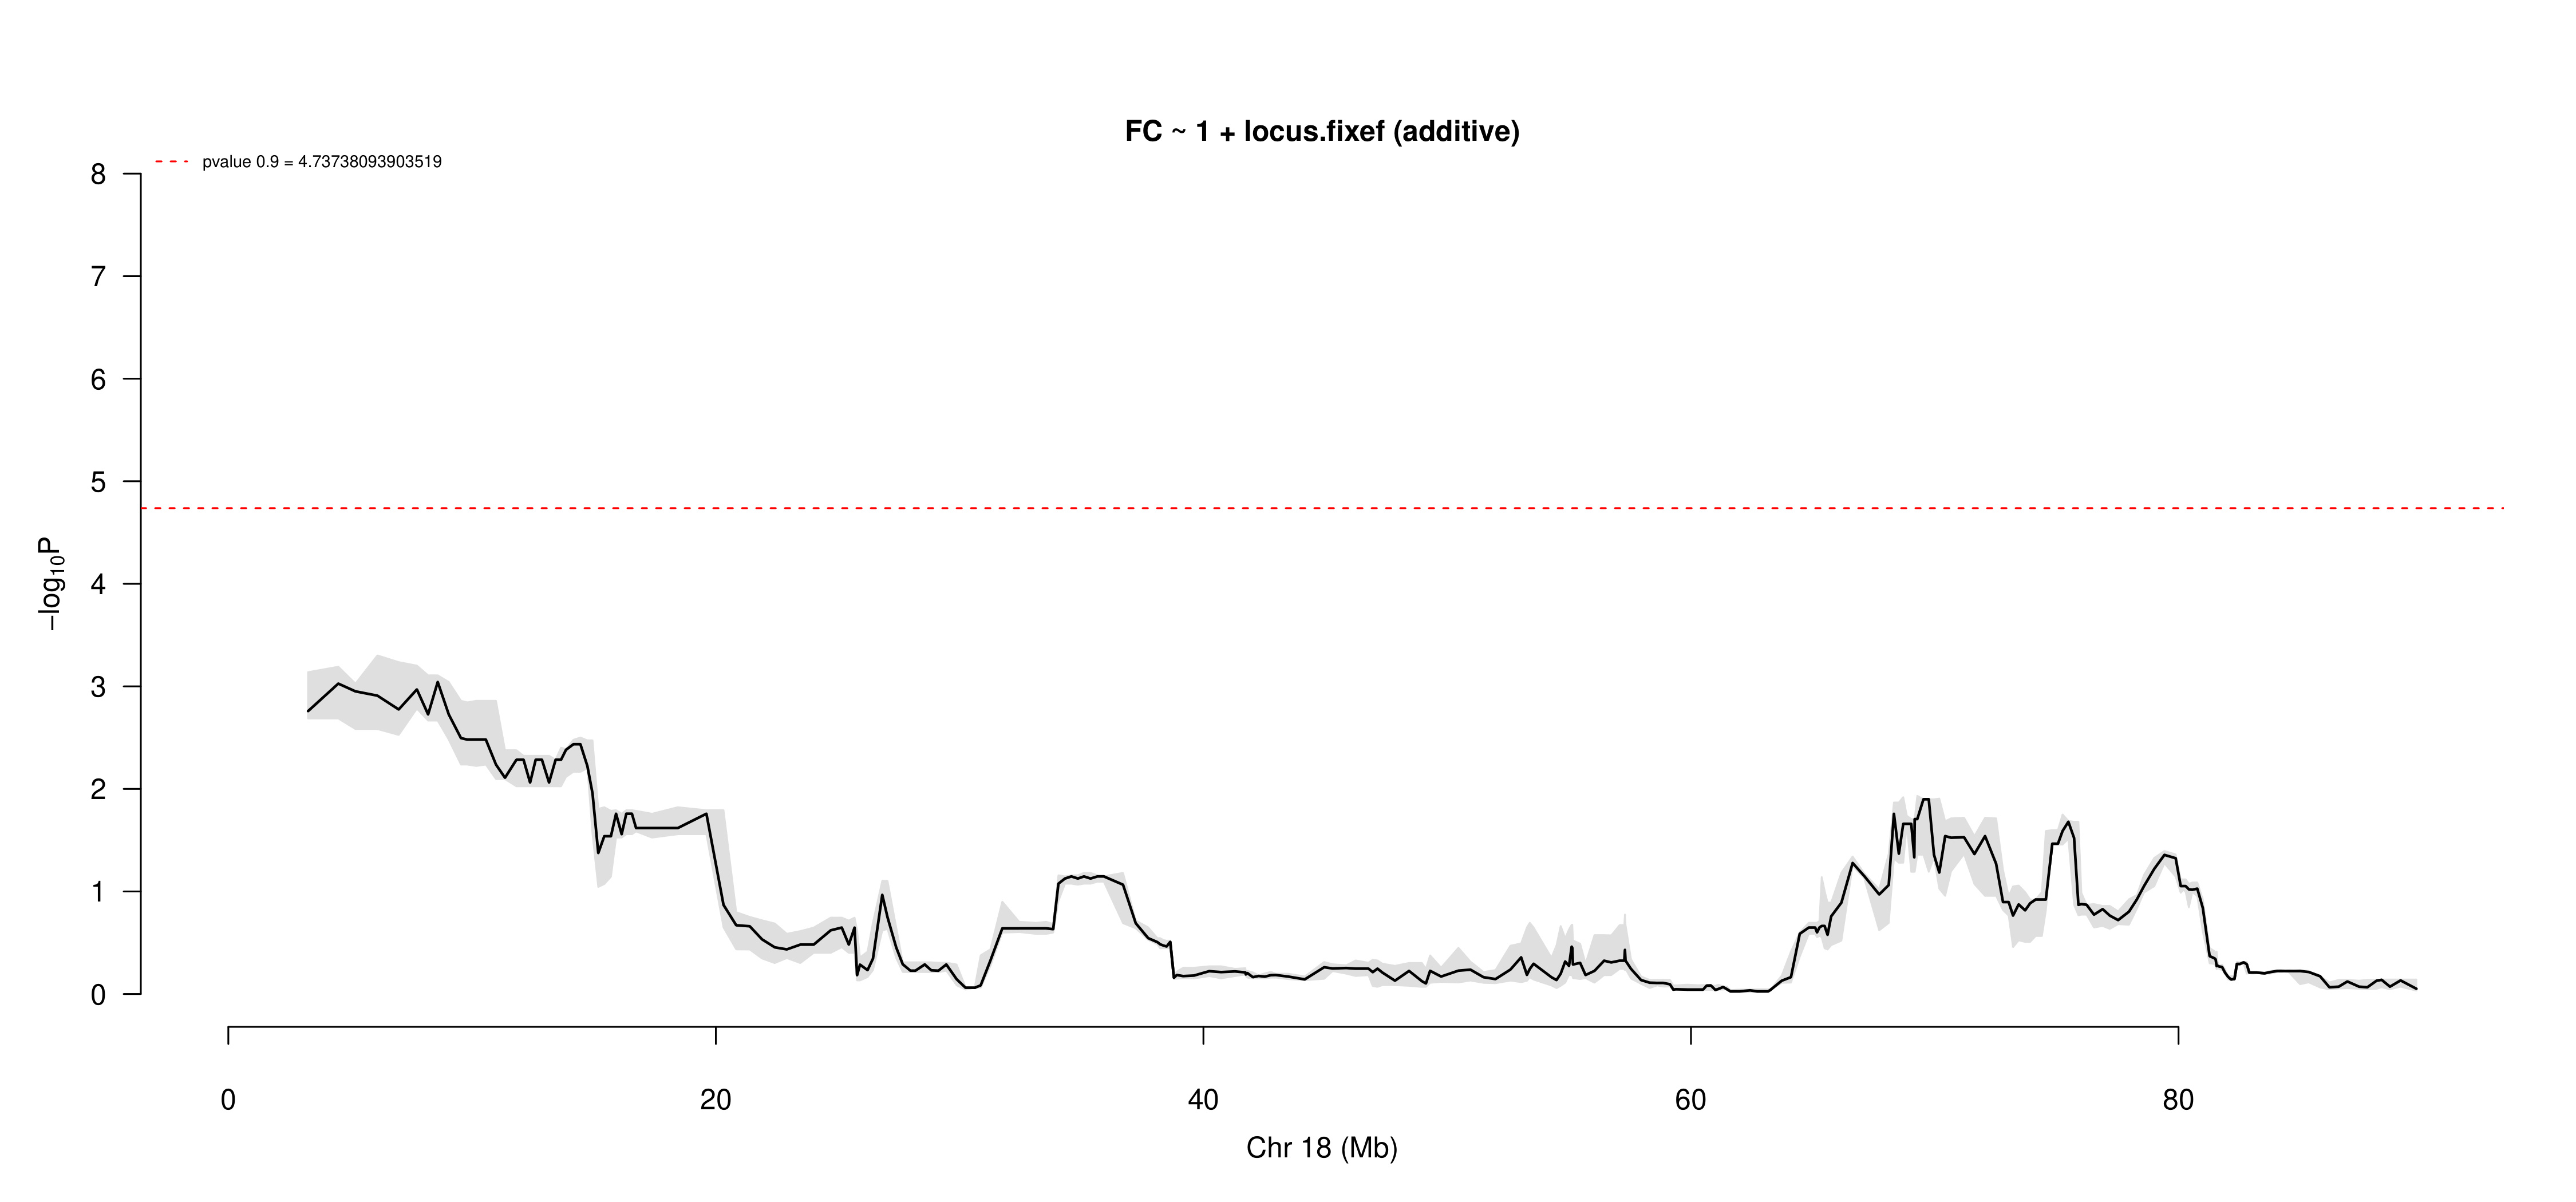 FC ~ 1 + locus.fixef (additive)
pvalue 0.9 = 4.73738093903519
8
7
6
5
4
3
2
1
0
−log10P
0 20 40 60 80
Chr 18 (Mb)